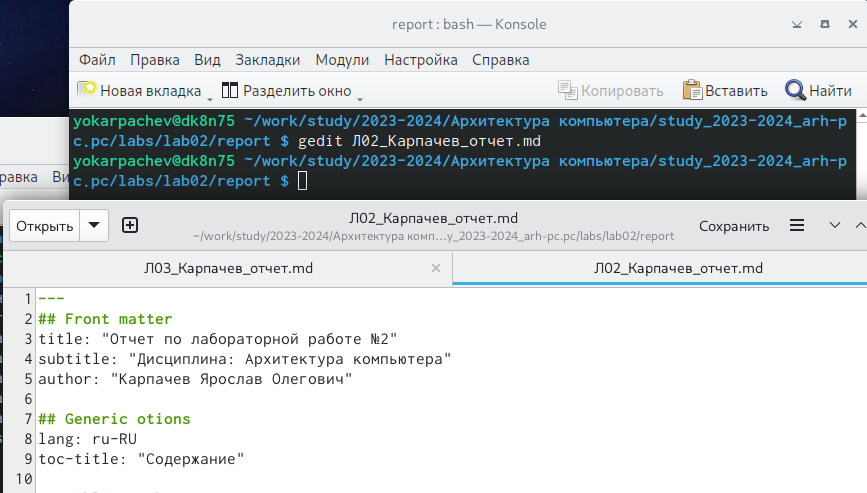 report : bash — Konsole
Файл Правка Вид Закладки Модули Настройка Справка
Новая вкладка Разделить окно Копировать Вставить Найти
yokarpachev@dk8n75 ~/work/study/2023-2024/Архитектура компьютера/study_2023-2024_arh-p
c.pc/labs/lab02/report $ gedit Л02_Карпачев_отчет.md
yokarpachev@dk8n75 ~/work/study/2023-2024/Архитектура компьютера/study_2023-2024_arh-p
c.pc/labs/lab02/report $
равка Ви
Открыть Л02_Карпачев_отчет.md Сохранить
~/work/study/2023-2024/Архитектура комп…y_2023-2024_arh-pc.pc/labs/lab02/report
Л03_Карпачев_отчет.md × Л02_Карпачев_отчет.md
1 ---
2 ## Front matter
3 title: "Отчет по лабораторной работе №2"
4 subtitle: "Дисциплина: Архитектура компьютера"
5 author: "Карпачев Ярослав Олегович"
6
7 ## Generic otions
8 lang: ru-RU
9 toc-title: "Содержание"
10